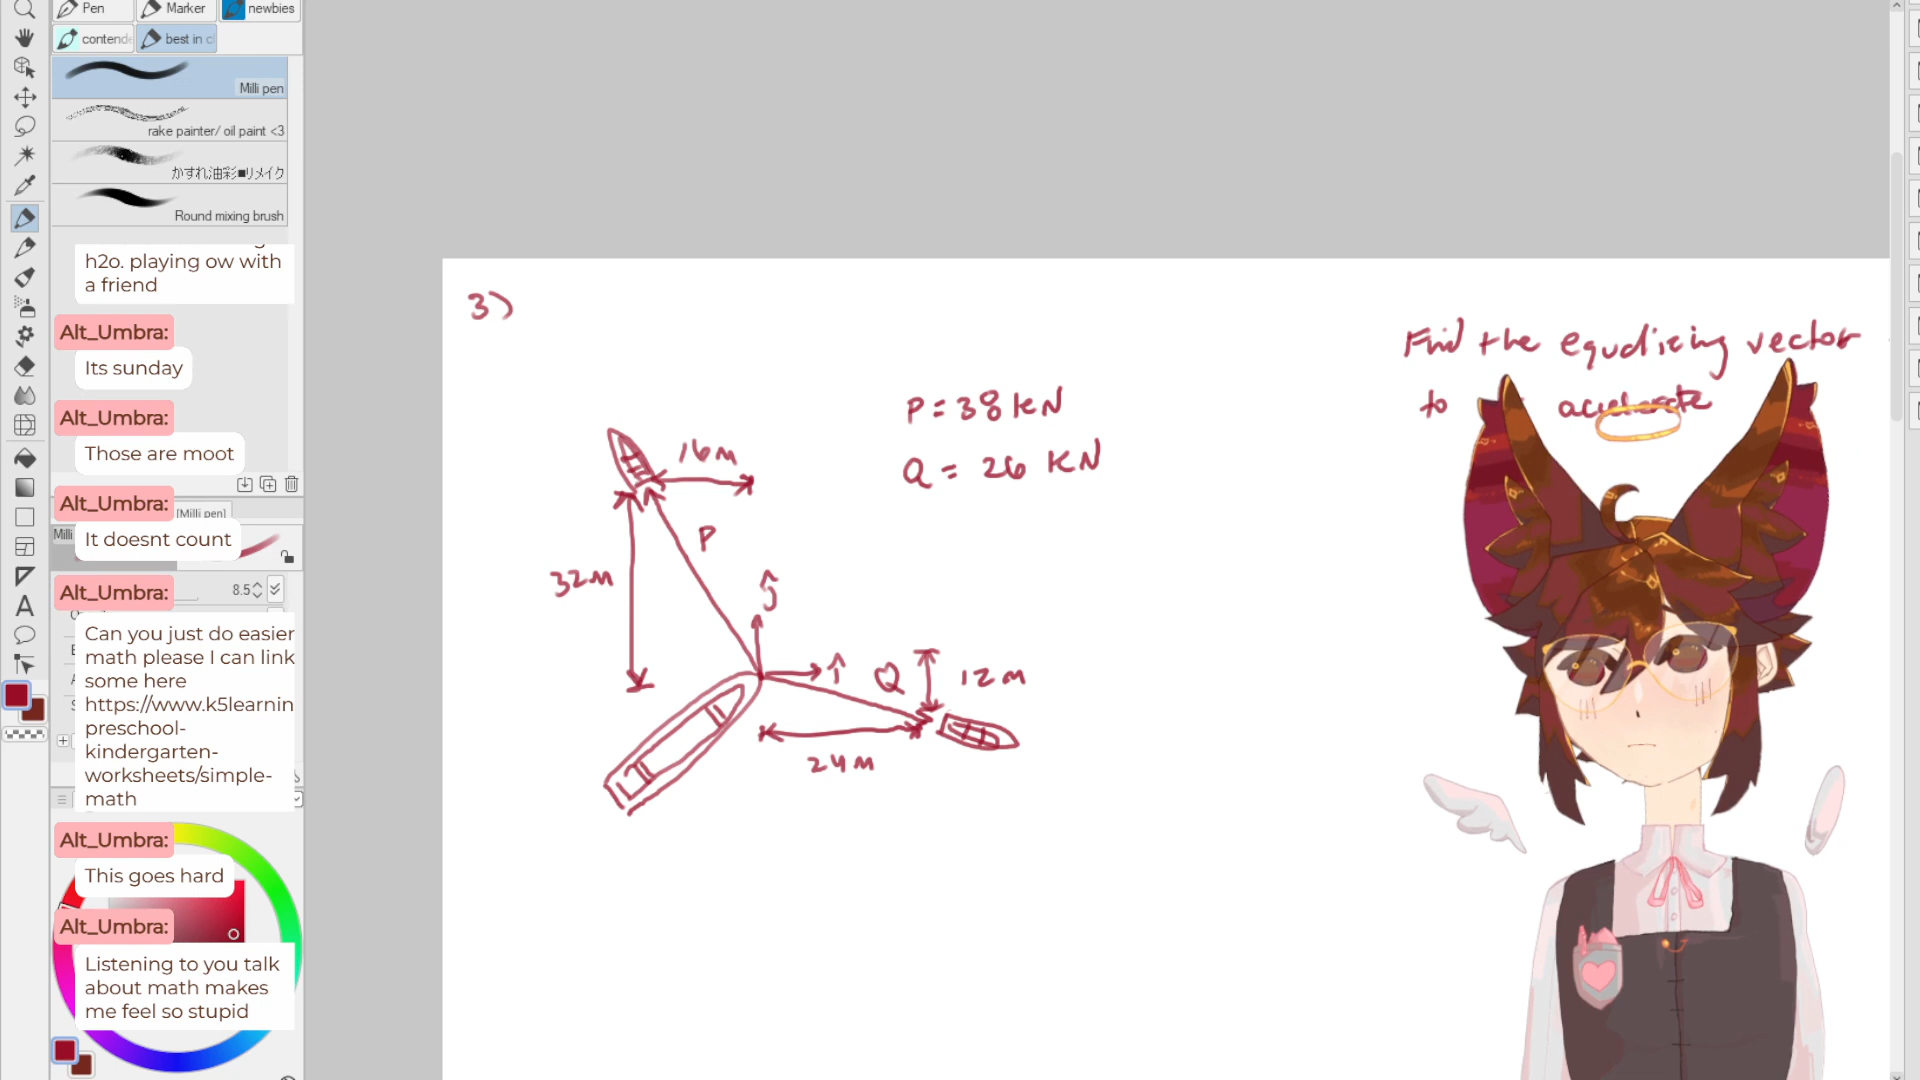 Pen
Marker
newbies
contende
best in c
Milli pen
rake painter/ oil paint <3
かすれ油彩■リメイク
Round mixing brush
h2o. playing ow with
a friend
Alt_Umbra:
Its sunday
Alt_Umbra:
Those are moot
Alt_Umbra:
[Milli pen]
Milli
It doesnt count
Alt_Umbra:
8.5
Can you just do easier
math please I can link
some here
https://www.k5learnin
preschool-
kindergarten-
worksheets/simple-
math
Alt_Umbra:
This goes hard
Alt_Umbra:
Listening to you talk
about math makes
me feel so stupid
3)
Find the equalizing vector
to accelerate
P = 38 KN
Q = 26 KN
16m
P
32m
ĵ
î
Q
12m
24m